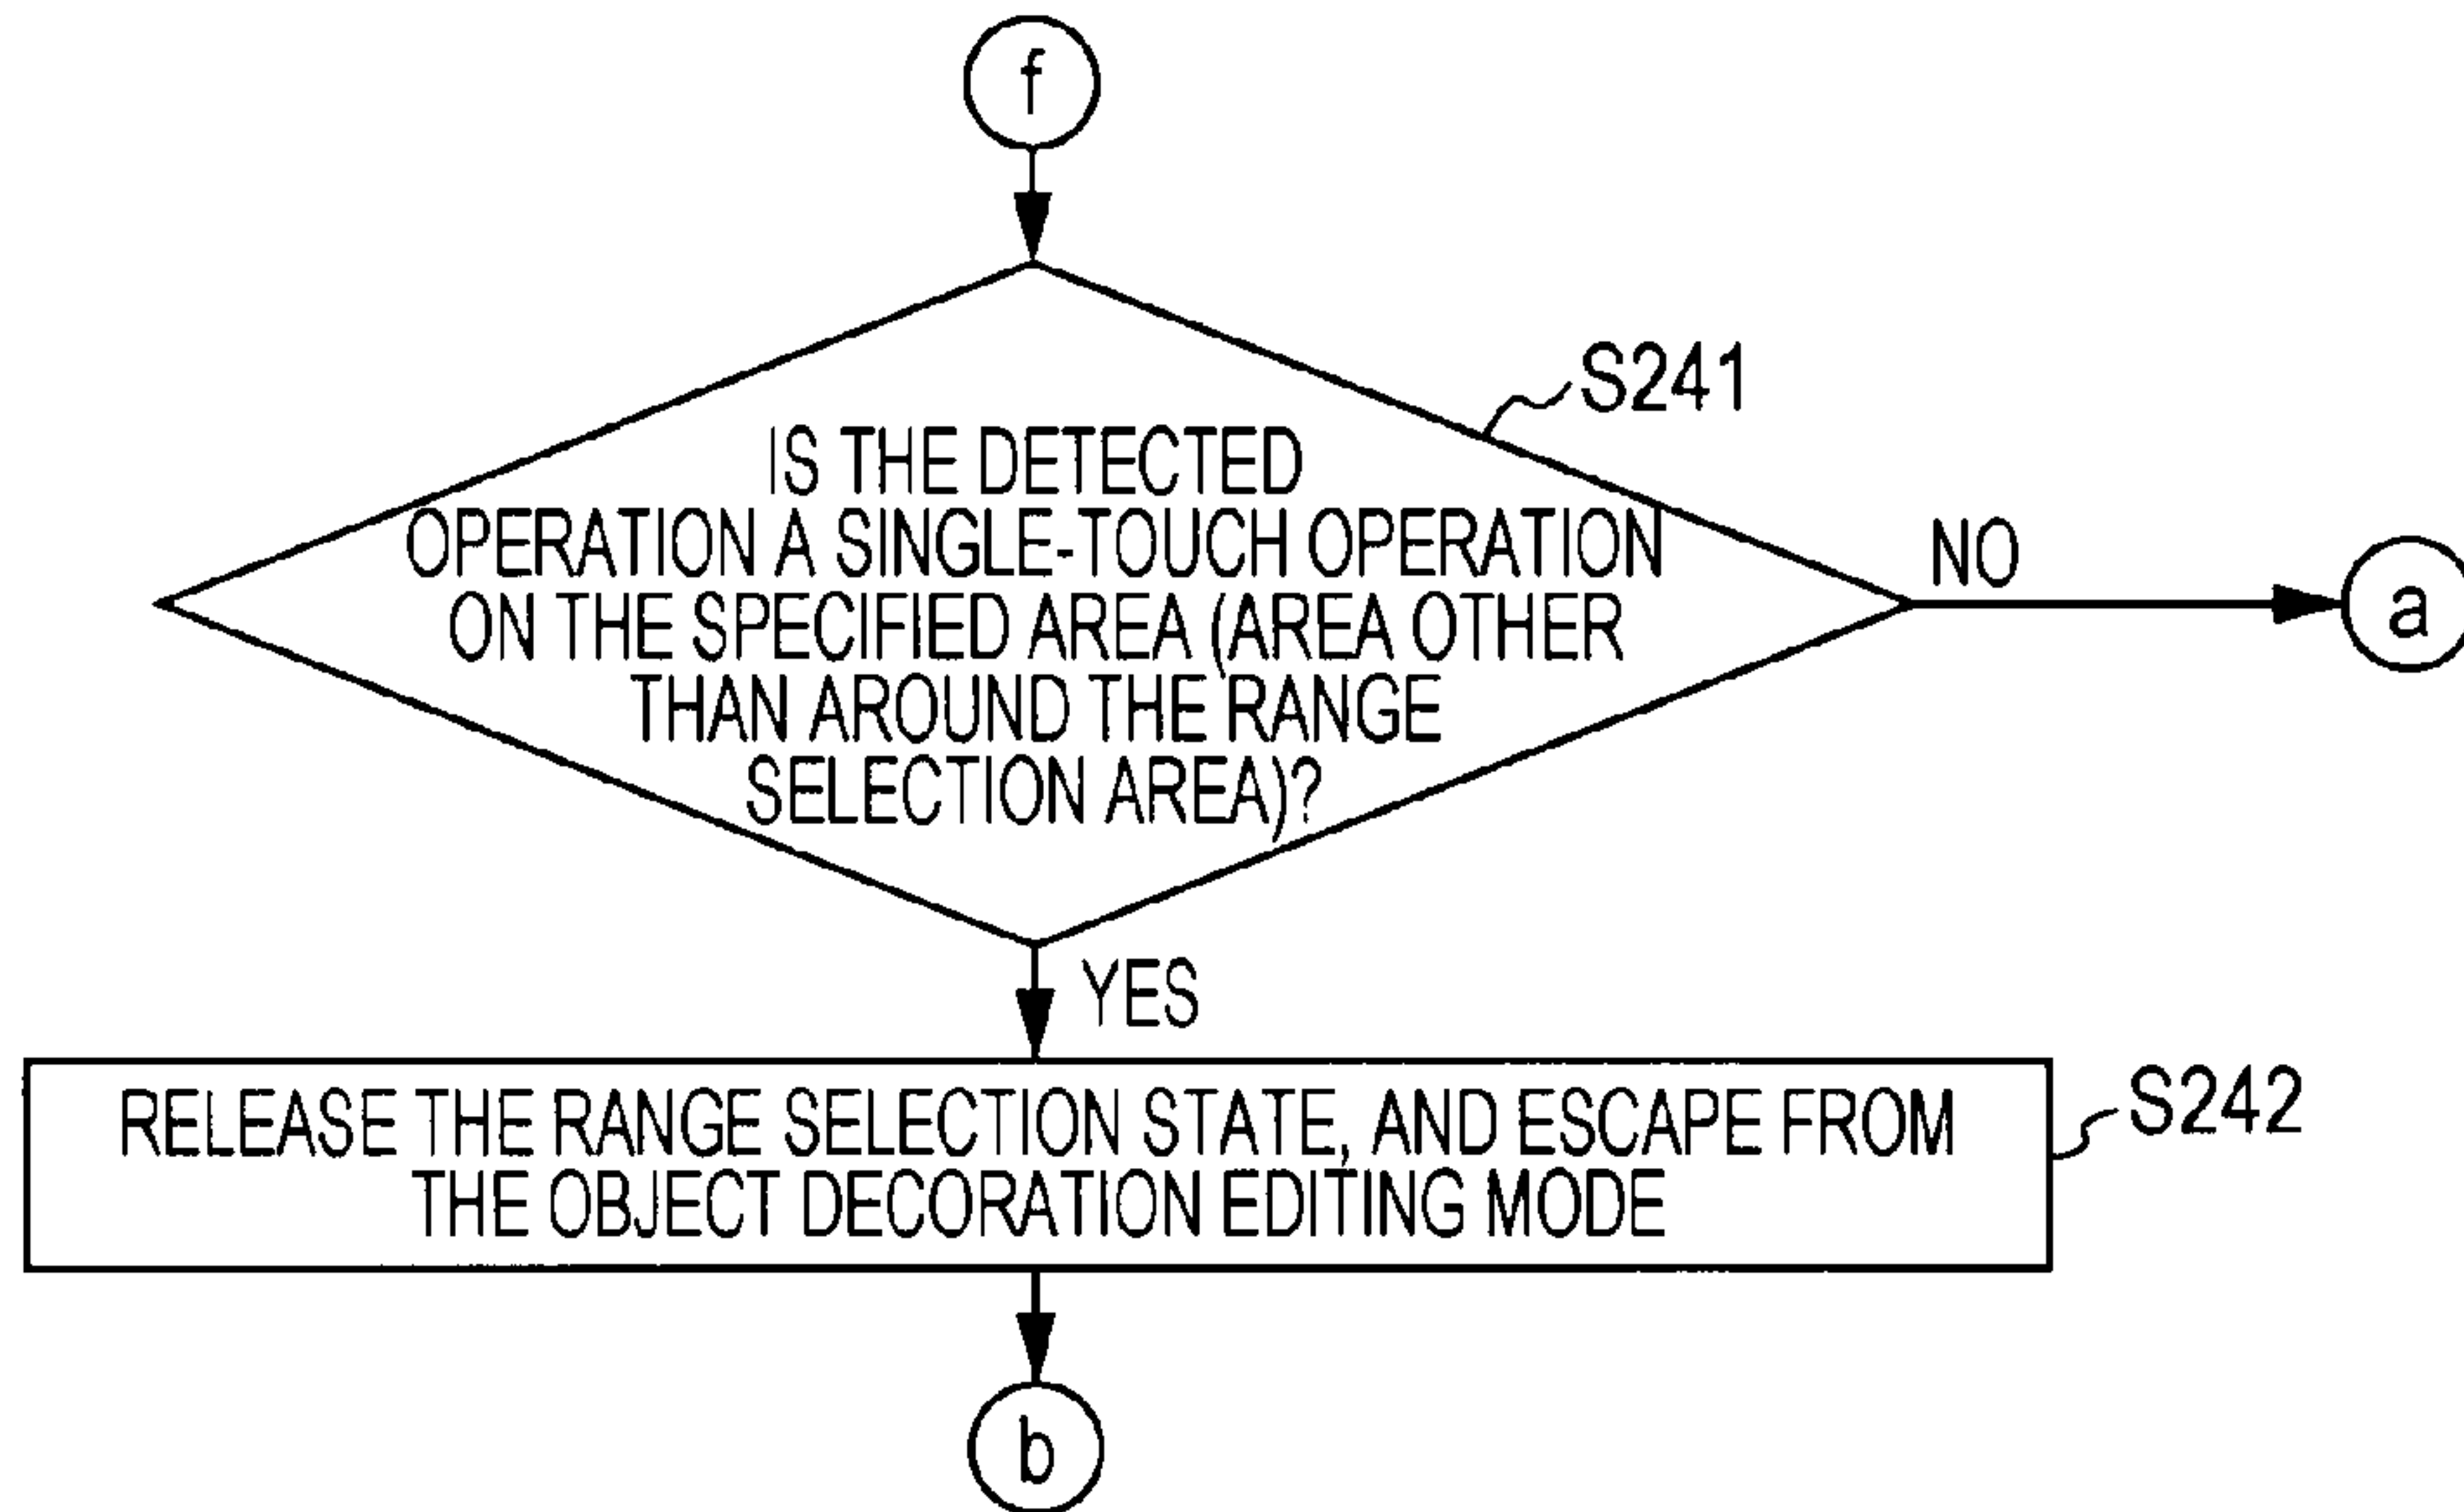 f
S241
IS THE DETECTED
OPERATION A SINGLE-TOUCH OPERATION
ON THE SPECIFIED AREA (AREA OTHER
THAN AROUND THE RANGE
SELECTION AREA)?
NO
a
YES
RELEASE THE RANGE SELECTION STATE, AND ESCAPE FROM
THE OBJECT DECORATION EDITING MODE
S242
b